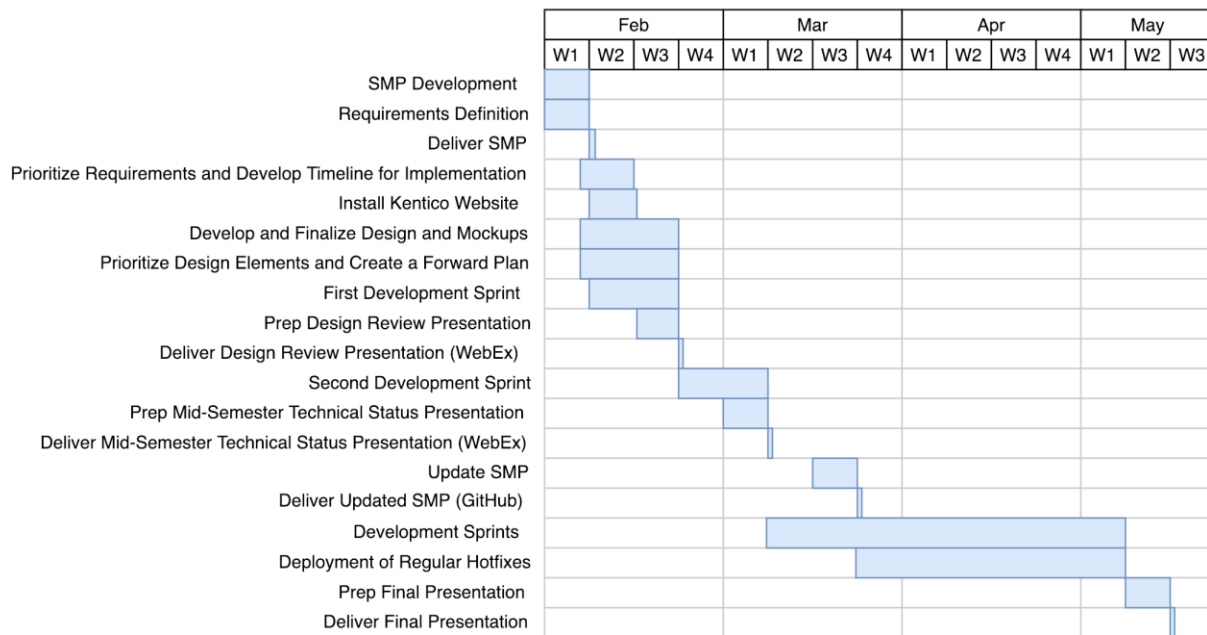 Feb Mar Apr May
W1 W2 W3 W4 W1 W2 W3 W4 W1 W2 W3 W4 W1 W2 W3
SMP Development
Requirements Definition
Deliver SMP
Prioritize Requirements and Develop Timeline for Implementation
Install Kentico Website
Develop and Finalize Design and Mockups
Prioritize Design Elements and Create a Forward Plan
First Development Sprint
Prep Design Review Presentation
Deliver Design Review Presentation (WebEx)
Second Development Sprint
Prep Mid-Semester Technical Status Presentation
Deliver Mid-Semester Technical Status Presentation (WebEx)
Update SMP
Deliver Updated SMP (GitHub)
Development Sprints
Deployment of Regular Hotfixes
Prep Final Presentation
Deliver Final Presentation